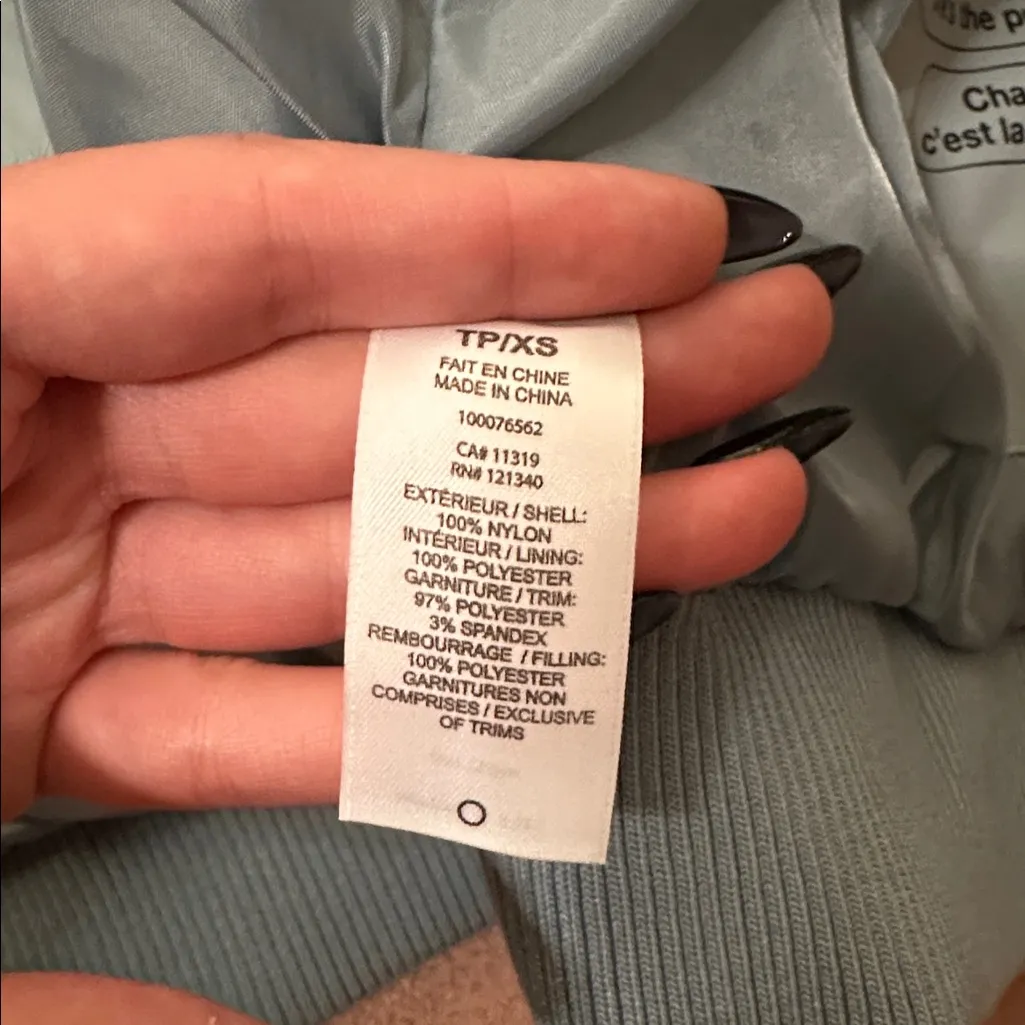 the
Cha
c'est la
TP/XS
FAIT EN CHINE
MADE IN CHINA
100076562
CA# 11319
RN# 121340
EXTÉRIEUR / SHELL:
100% NYLON
INTÉRIEUR / LINING:
100% POLYESTER
GARNITURE / TRIM:
97% POLYESTER
3% SPANDEX
REMBOURRAGE / FILLING:
100% POLYESTER
GARNITURES NON
COMPRISES / EXCLUSIVE
OF TRIMS